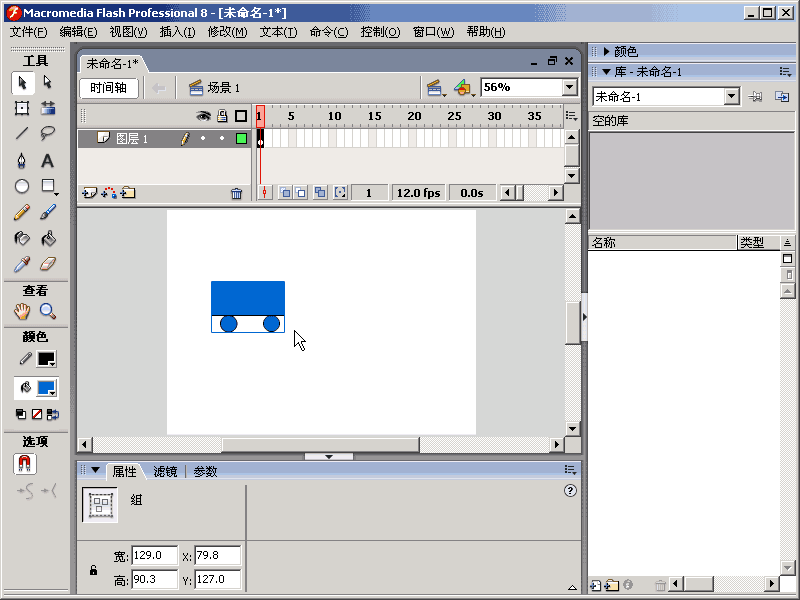 Macromedia Flash Professional 8 - [未命名-1*]
文件(F) 编辑(E) 视图(V) 插入(I) 修改(M) 文本(T) 命令(C) 控制(O) 窗口(W) 帮助(H)
工具
未命名-1*
时间轴
场景 1
56%
1 5 10 15 20 25 30 35
图层 1
1 12.0 fps 0.0s
查看
颜色
选项
属性 滤镜 参数
组
宽: 129.0 X: 79.8
高: 90.3 Y: 127.0
颜色
库 - 未命名-1
未命名-1
空的库
名称 类型